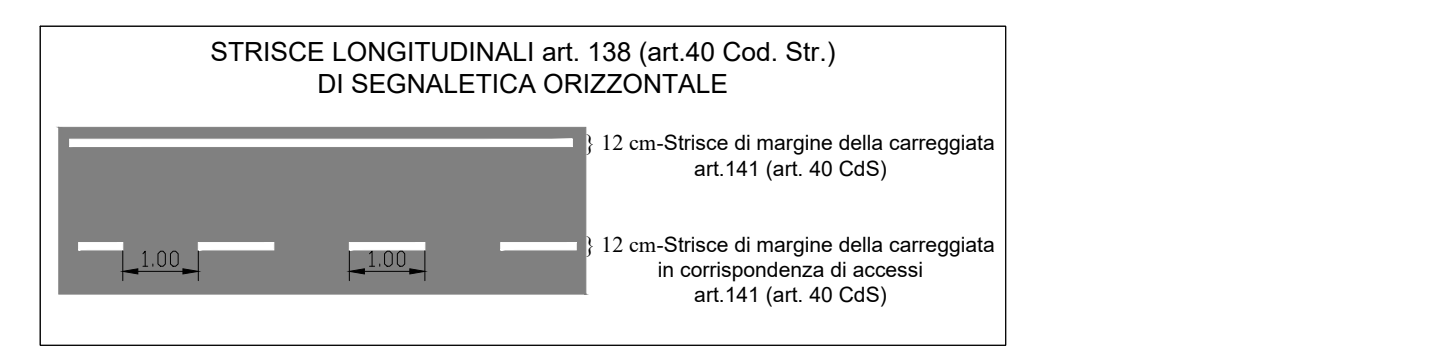 STRISCE LONGITUDINALI art. 138 (art.40 Cod. Str.)
DI SEGNALETICA ORIZZONTALE
} 12 cm-Strisce di margine della carreggiata
art.141 (art. 40 CdS)
} 12 cm-Strisce di margine della carreggiata
in corrispondenza di accessi
art.141 (art. 40 CdS)
1.00
1.00